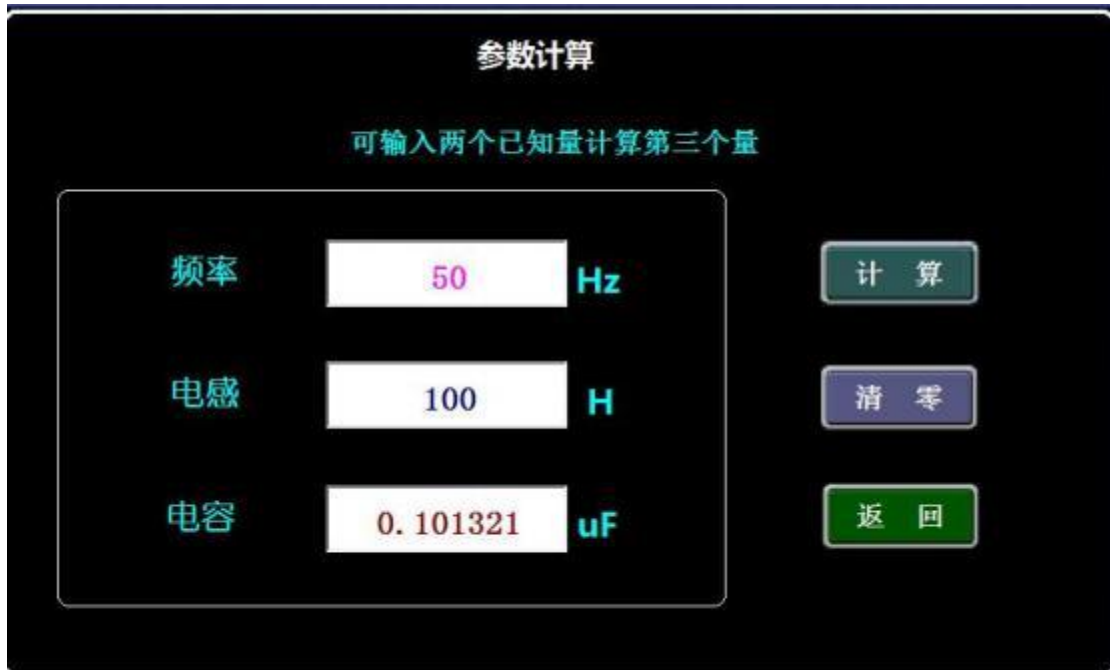 参数计算
可输入两个已知量计算第三个量
频率 50 Hz 计 算
电感 100 H 清 零
电容 0.101321 uF 返 回